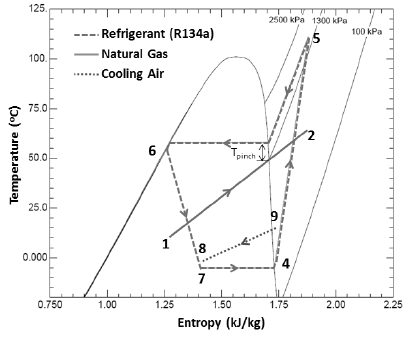 125.
100.
75.0
50.0
25.0
0.000
0.750
1.00
1.25
1.50
1.75
2.00
2.25
Temperature (ºC)
Entropy (kJ/kg)
Refrigerant (R134a)
Natural Gas
Cooling Air
2500 kPa
1300 kPa
100 kPa
5
2
6
Tpinch
9
1
8
7
4